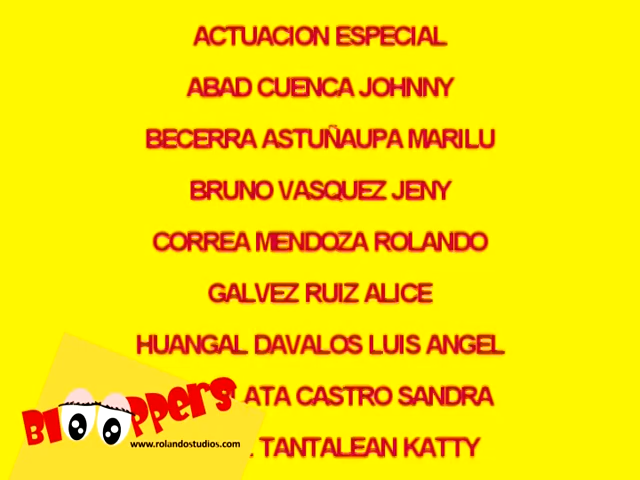 ACTUACION ESPECIAL
ABAD CUENCA JOHNNY
BECERRA ASTUÑAUPA MARILU
BRUNO VASQUEZ JENY
CORREA MENDOZA ROLANDO
GALVEZ RUIZ ALICE
HUANGAL DAVALOS LUIS ANGEL
ATA CASTRO SANDRA
TANTALEAN KATTY
BlooppERS
www.rolandostudios.com